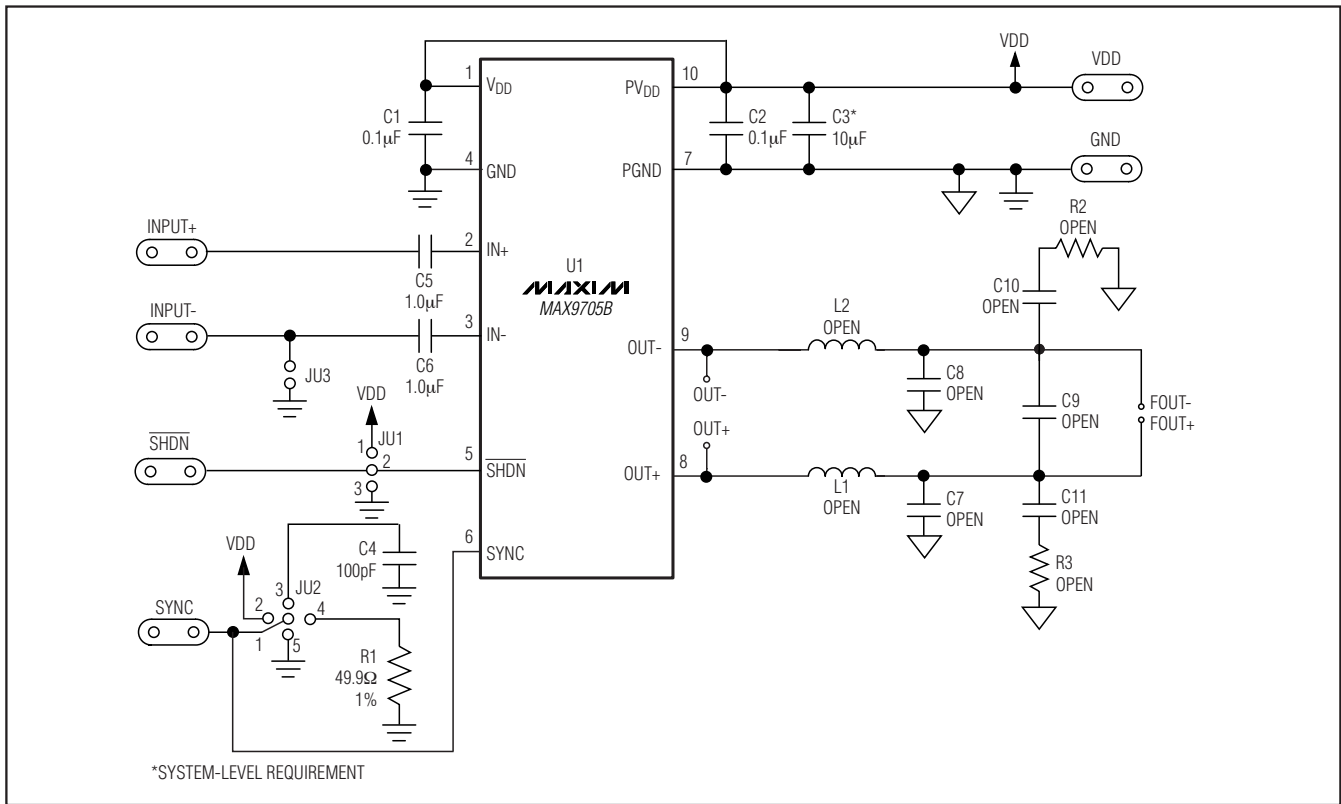 VDD
VDD
1
VDD
10
PVDD
C1
0.1µF
C2
0.1µF
C3*
10µF
GND
4
GND
7
PGND
R2
OPEN
INPUT+
2
IN+
C5
1.0µF
U1
MAXIM
MAX9705B
C10
OPEN
INPUT-
3
IN-
C6
1.0µF
JU3
L2
OPEN
9
OUT-
C8
OPEN
OUT-
C9
OPEN
FOUT-
FOUT+
VDD
1
JU1
2
3
SHDN
5
SHDN
OUT+
8
OUT+
L1
OPEN
C7
OPEN
C11
OPEN
R3
OPEN
6
SYNC
C4
100pF
VDD
3
JU2
2
4
SYNC
1
5
R1
49.9Ω
1%
*SYSTEM-LEVEL REQUIREMENT